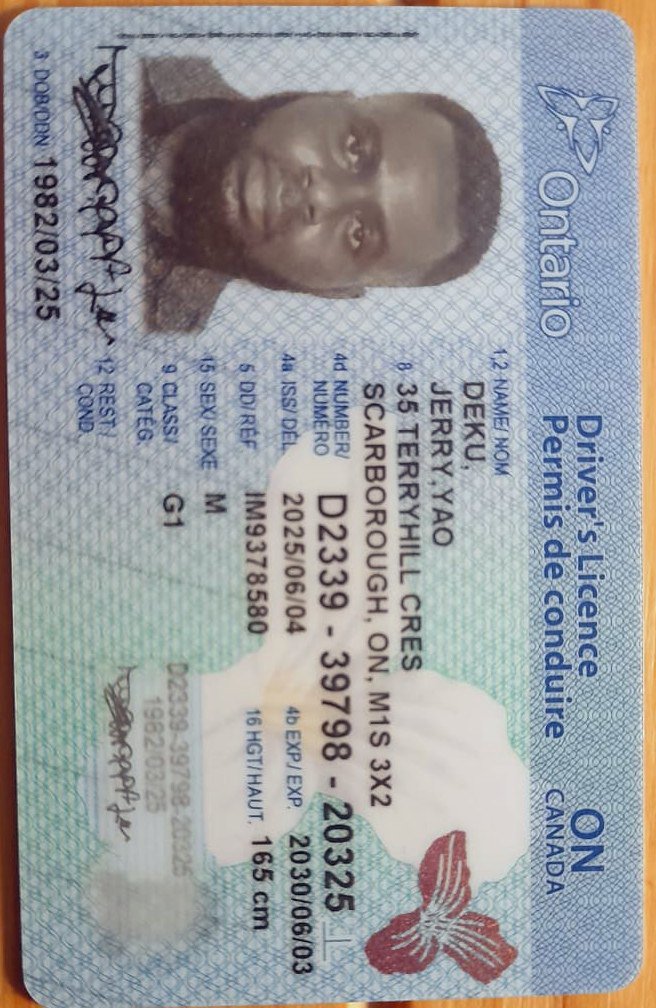 Ontario
Driver's Licence
Permis de conduire
ON
CANADA
1,2 NAME/ NOM
DEKU,
JERRY,YAO
8 35 TERRYHILL CRES
SCARBOROUGH, ON, M1S 3X2
4d NUMBER/ NUMÉRO D2339 - 39798 - 20325
4a ISS/DÉL 2025/06/04 4b EXP/ EXP. 2030/06/03
5 DD/RÉF IM9378580 16 HGT/HAUT. 165 cm
15 SEX/ SEXE M
9 CLASS/ CATÉG. G1
12 REST/ COND.
3 DOB/DDN 1982/03/25
D2339-39798-20325
1982/03/25